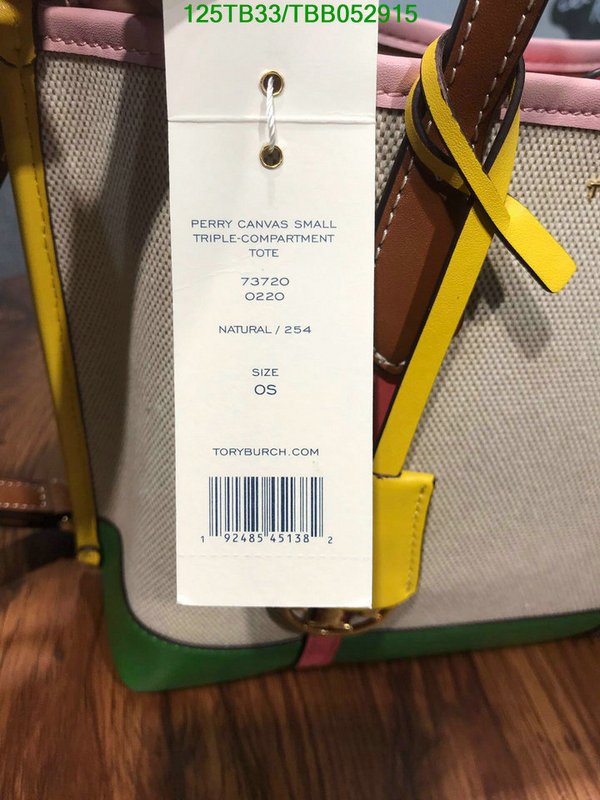 125TB33/TBB052915
PERRY CANVAS SMALL
TRIPLE-COMPARTMENT
TOTE
73720
0220
NATURAL / 254
SIZE
OS
TORYBURCH.COM
1 92485 45138 2